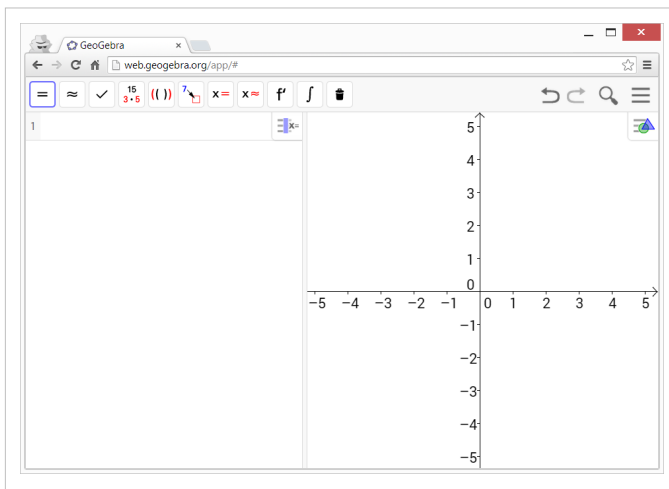 GeoGebra ×
web.geogebra.org/app/#
= ≈ ✓ 15 3•5 (( )) 7 x= x≈ f' ∫
1 x=
5
4
3
2
1
0
−5 −4 −3 −2 −1 0 1 2 3 4 5
−1
−2
−3
−4
−5